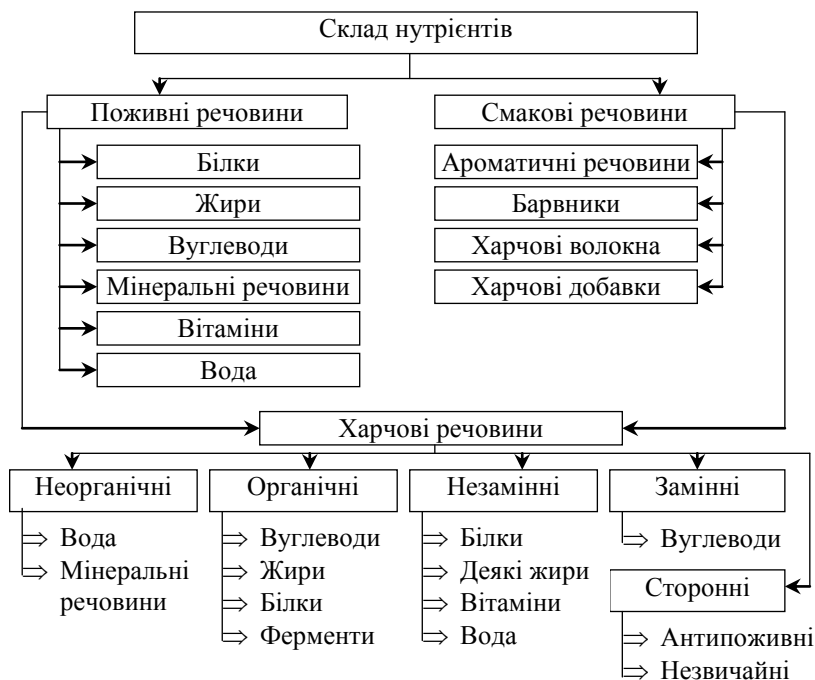 Склад нутрієнтів
Поживні речовини
Смакові речовини
Білки
Жири
Вуглеводи
Мінеральні речовини
Вітаміни
Вода
Ароматичні речовини
Барвники
Харчові волокна
Харчові добавки
Харчові речовини
Неорганічні
Вода
Мінеральні
речовини
Органічні
Вуглеводи
Жири
Білки
Ферменти
Незамінні
Білки
Деякі жири
Вітаміни
Вода
Замінні
Вуглеводи
Сторонні
Антипоживні
Незвичайні